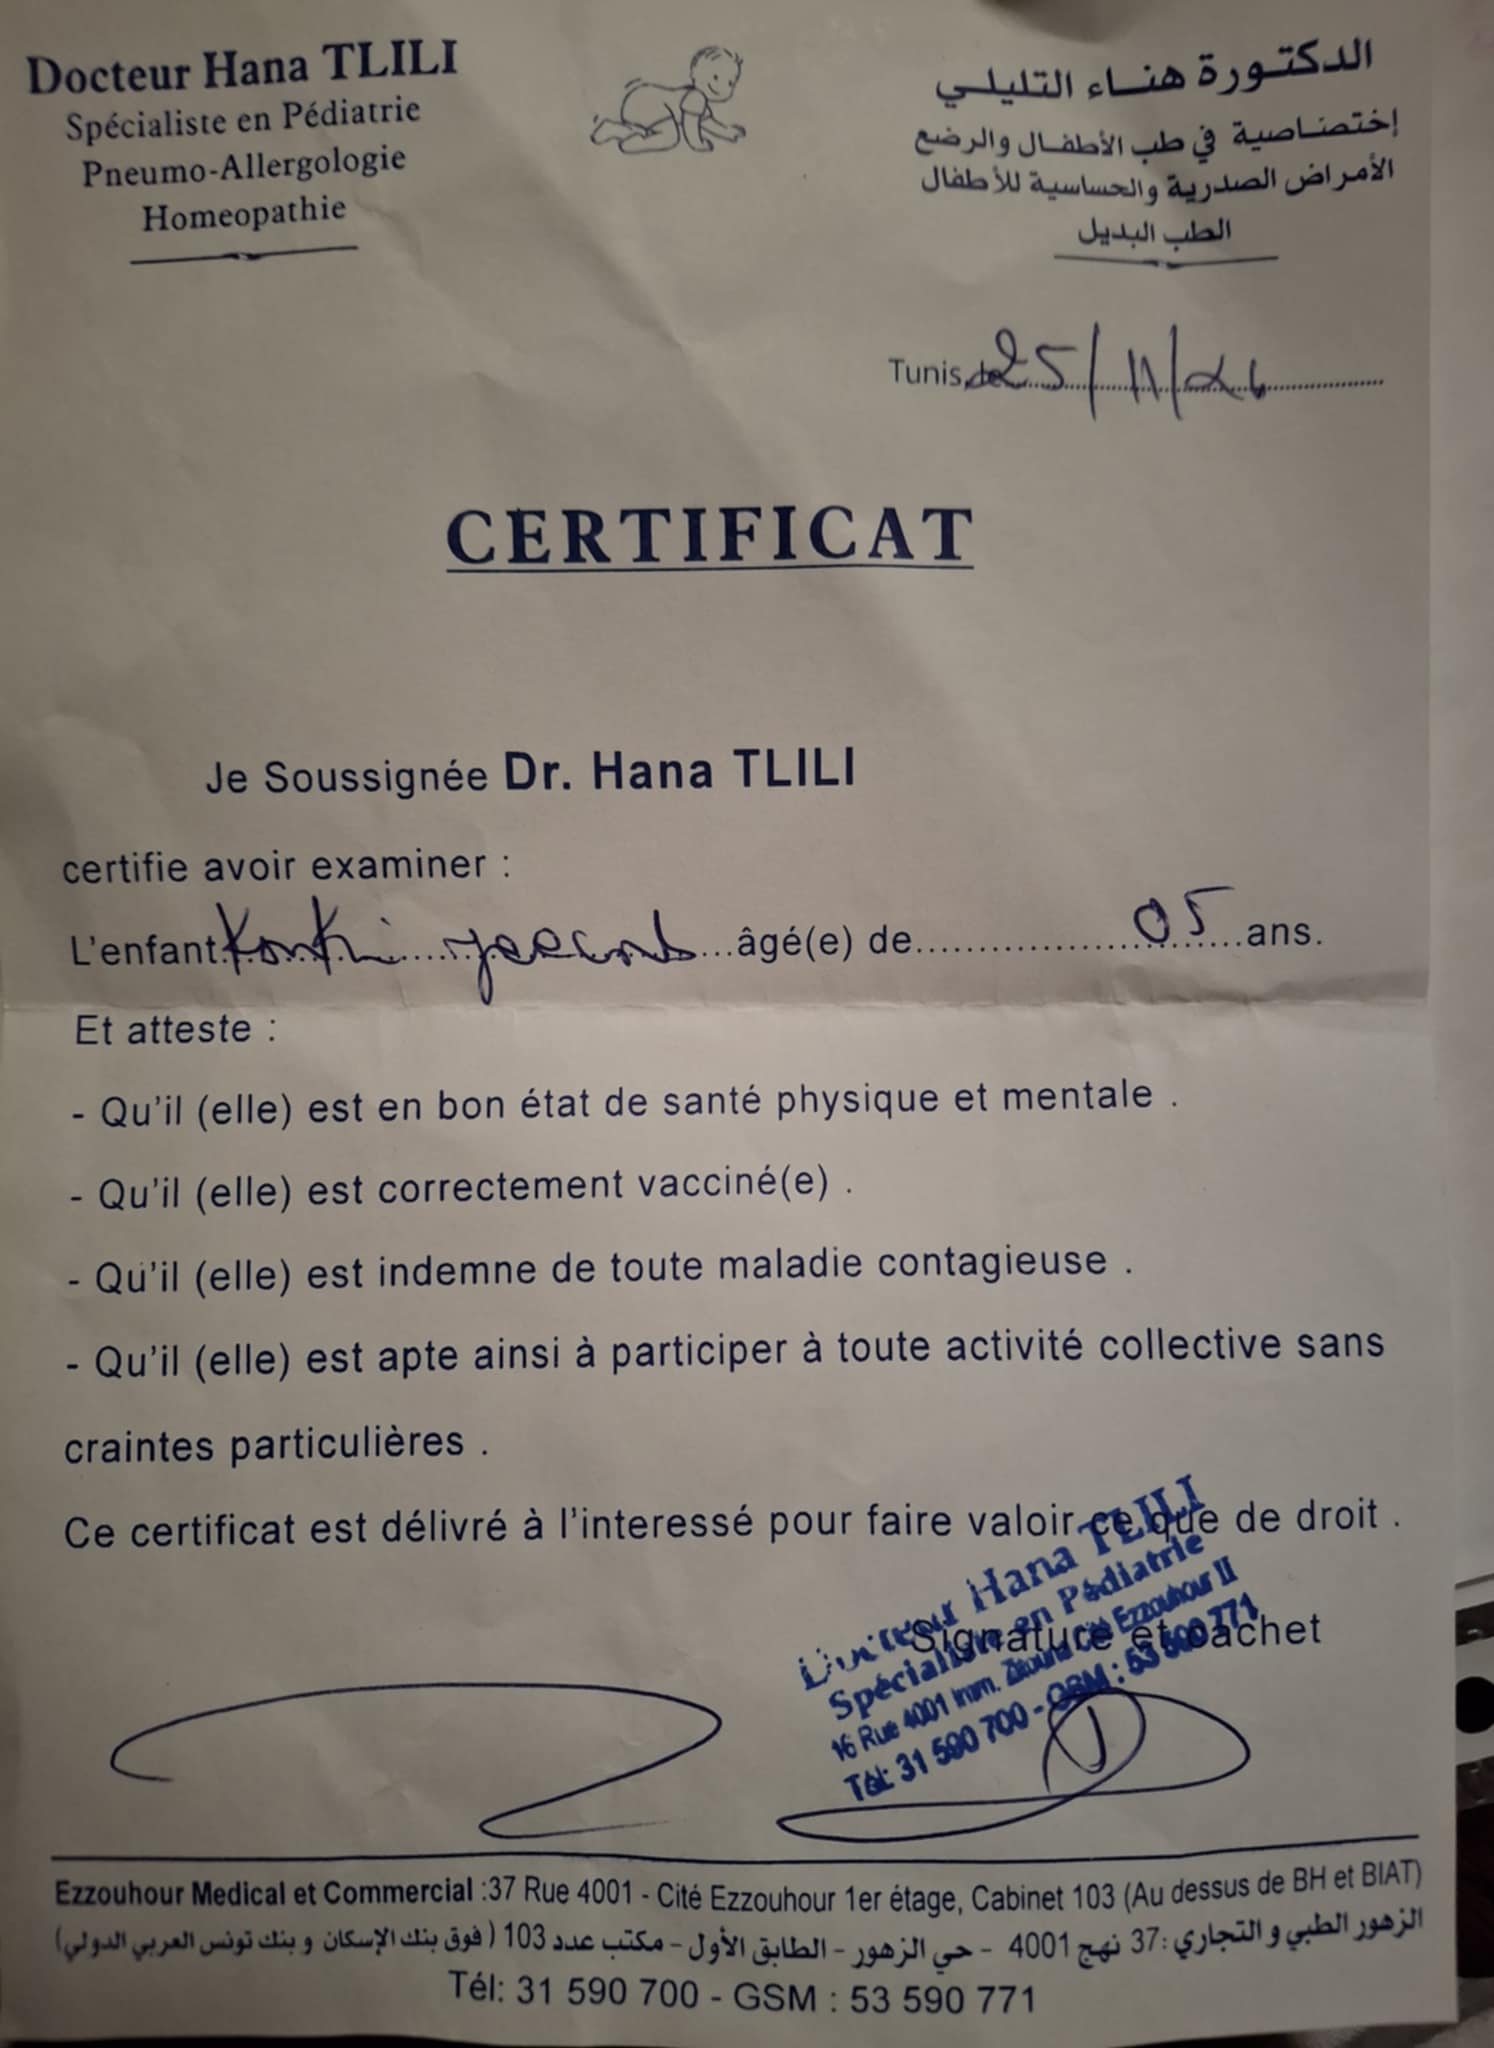 Docteur Hana TLILI
Spécialiste en Pédiatrie
Pneumo-Allergologie
Homeopathie
الدكتورة هناء التليلي
إختصاصية في طب الأطفال والرضع
الأمراض الصدرية والحساسية للأطفال
الطب البديل
Tunis, le 25/11/
CERTIFICAT
Je Soussignée Dr. Hana TLILI
certifie avoir examiner :
L'enfant âgé(e) de 05 ans.
Et atteste :
- Qu'il (elle) est en bon état de santé physique et mentale .
- Qu'il (elle) est correctement vacciné(e) .
- Qu'il (elle) est indemne de toute maladie contagieuse .
- Qu'il (elle) est apte ainsi à participer à toute activité collective sans
craintes particulières .
Ce certificat est délivré à l'interessé pour faire valoir ce que de droit .
Signature et cachet
Docteur Hana TLILI
Spécialiste en Pédiatrie
16 Rue 4001 Imm. Cité Ezzouhour II
Tél: 31 590 700 - GSM : 53 590 771
Ezzouhour Medical et Commercial :37 Rue 4001 - Cité Ezzouhour 1er étage, Cabinet 103 (Au dessus de BH et BIAT)
الزهور الطبي و التجاري :37 نهج 4001 - حي الزهور - الطابق الأول - مكتب عدد 103 ( فوق بنك الإسكان و بنك تونس العربي الدولي)
Tél: 31 590 700 - GSM : 53 590 771